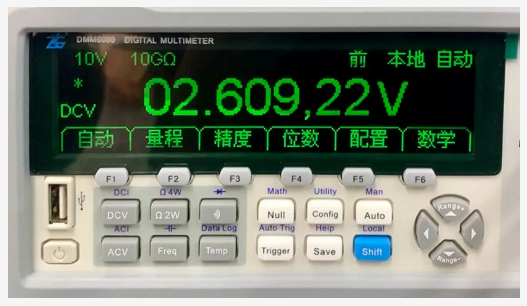 DMM6000 DIGITAL MULTIMETER
10V 10GΩ 前 本地 自动
*
DCV 02.609,22V
自动 量程 精度 位数 配置 数学
F1 F2 F3 F4 F5 F6
DCI Ω 4W Math Utility Man
DCV Ω 2W Null Config Auto
ACI Data Log Auto Trig Help Local
ACV Freq Temp Trigger Save Shift
Range+
Range-